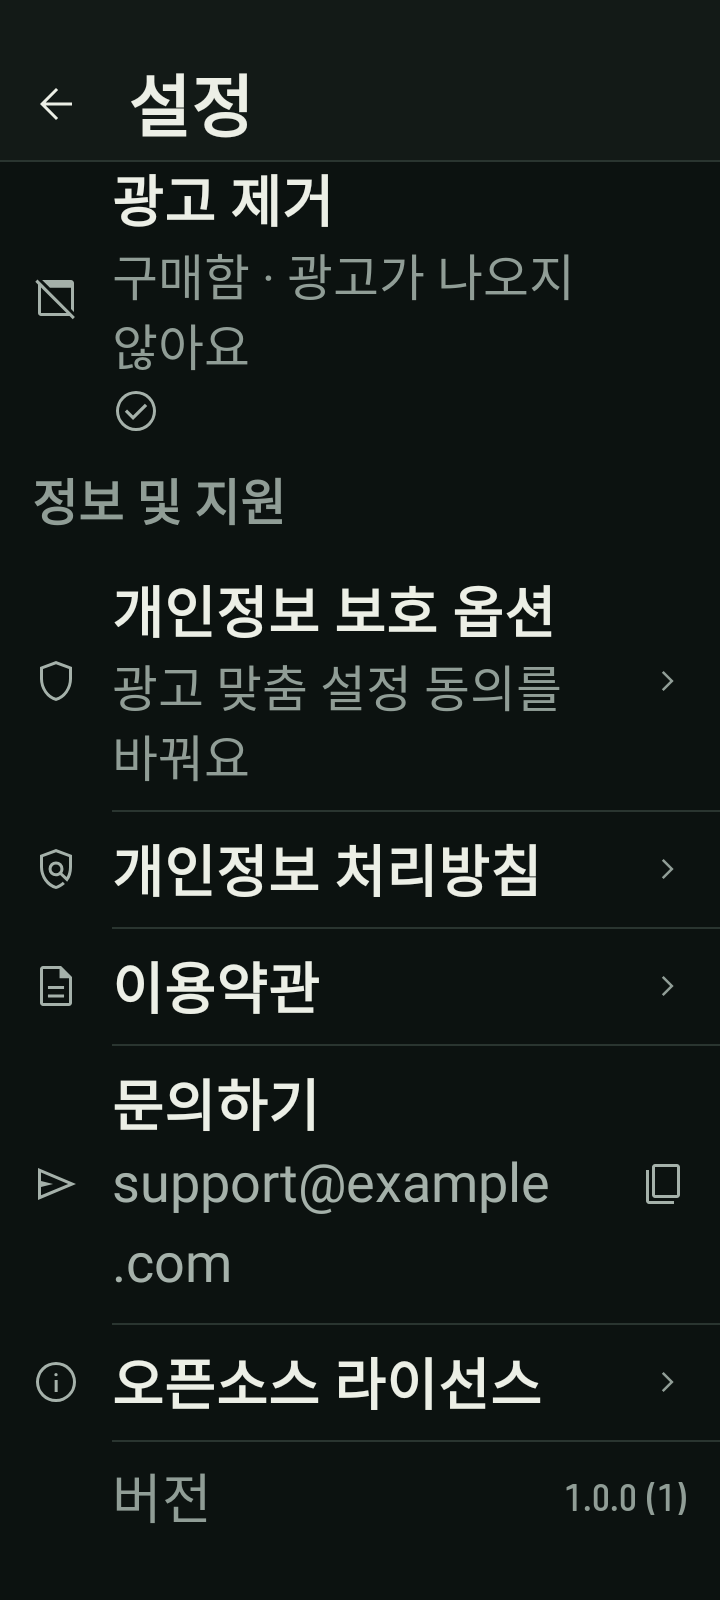 설정
광고 제거
구매함 · 광고가 나오지
않아요
정보 및 지원
개인정보 보호 옵션
광고 맞춤 설정 동의를
바꿔요
개인정보 처리방침
이용약관
문의하기
support@example
.com
오픈소스 라이선스
버전 1.0.0 (1)